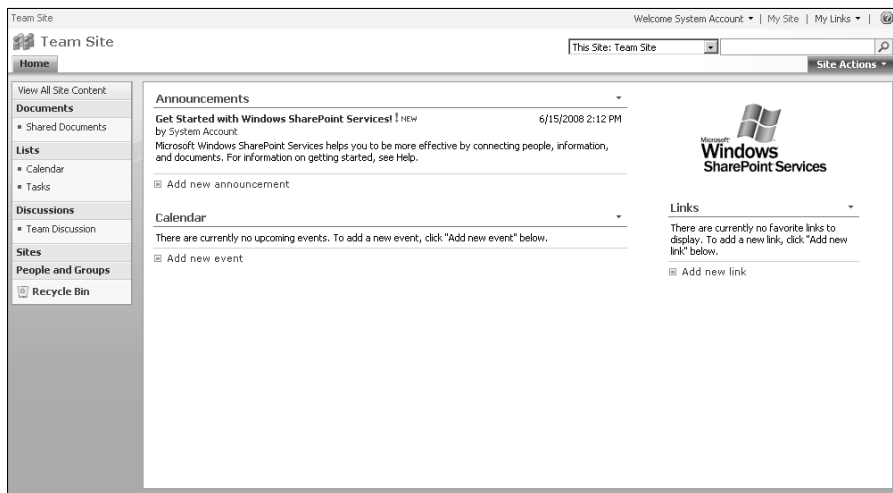 Team Site
Welcome System Account | My Site | My Links |
Team Site
This Site: Team Site
Home
Site Actions
View All Site Content
Documents
Shared Documents
Lists
Calendar
Tasks
Discussions
Team Discussion
Sites
People and Groups
Recycle Bin
Announcements
Get Started with Windows SharePoint Services! ! NEW 6/15/2008 2:12 PM
by System Account
Microsoft Windows SharePoint Services helps you to be more effective by connecting people, information,
and documents. For information on getting started, see Help.
Add new announcement
Calendar
There are currently no upcoming events. To add a new event, click "Add new event" below.
Add new event
Microsoft
Windows
SharePoint Services
Links
There are currently no favorite links to
display. To add a new link, click "Add new
link" below.
Add new link